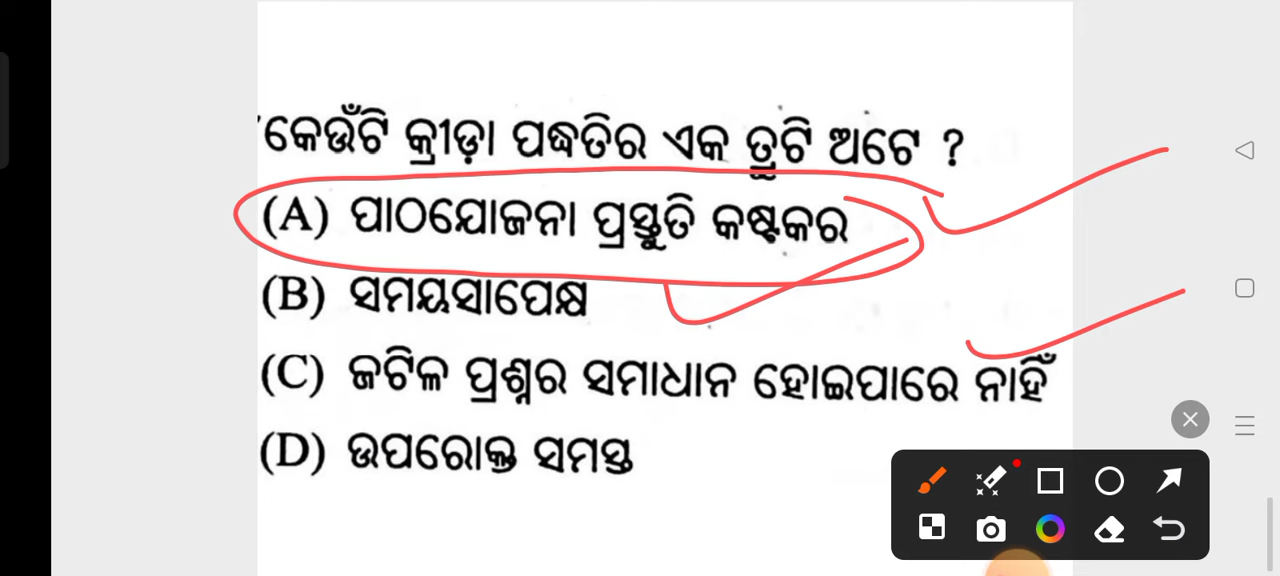 କେଉଁଟି କ୍ରୀଡ଼ା ପଦ୍ଧତିର ଏକ ତ୍ରୁଟି ଅଟେ ?
(A) ପାଠଯୋଜନା ପ୍ରସ୍ତୁତି କଷ୍ଟକର
(B) ସମୟସାପେକ୍ଷ
(C) ଜଟିଳ ପ୍ରଶ୍ନର ସମାଧାନ ହୋଇପାରେ ନାହିଁ
(D) ଉପରୋକ୍ତ ସମସ୍ତ